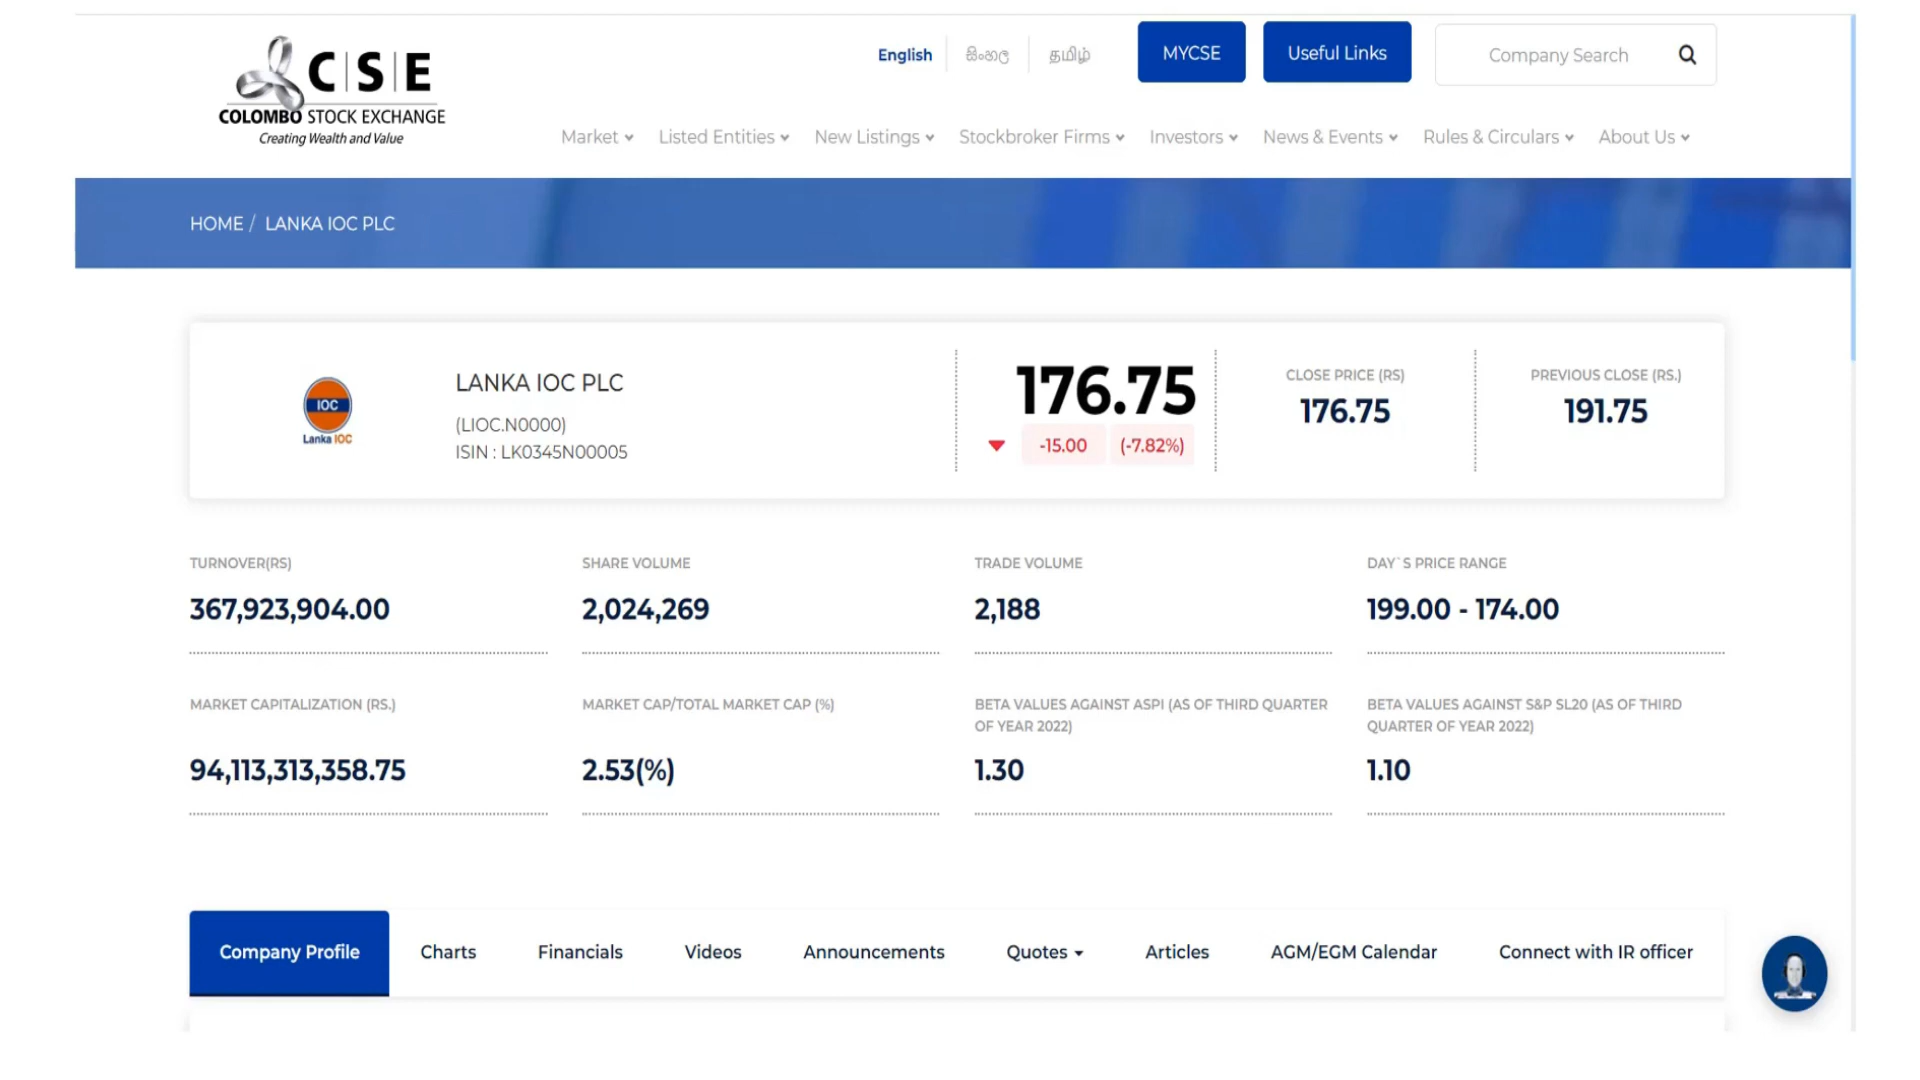 C|S|E
COLOMBO STOCK EXCHANGE
Creating Wealth and Value
English සිංහල தமிழ் MYCSE Useful Links Company Search
Market Listed Entities New Listings Stockbroker Firms Investors News & Events Rules & Circulars About Us
HOME / LANKA IOC PLC
IOC
Lanka IOC
LANKA IOC PLC
(LIOC.N0000)
ISIN : LK0345N00005
176.75
-15.00 (-7.82%)
CLOSE PRICE (RS)
176.75
PREVIOUS CLOSE (RS.)
191.75
TURNOVER(RS)
367,923,904.00
SHARE VOLUME
2,024,269
TRADE VOLUME
2,188
DAY`S PRICE RANGE
199.00 - 174.00
MARKET CAPITALIZATION (RS.)
94,113,313,358.75
MARKET CAP/TOTAL MARKET CAP (%)
2.53(%)
BETA VALUES AGAINST ASPI (AS OF THIRD QUARTER
OF YEAR 2022)
1.30
BETA VALUES AGAINST S&P SL20 (AS OF THIRD
QUARTER OF YEAR 2022)
1.10
Company Profile Charts Financials Videos Announcements Quotes Articles AGM/EGM Calendar Connect with IR officer